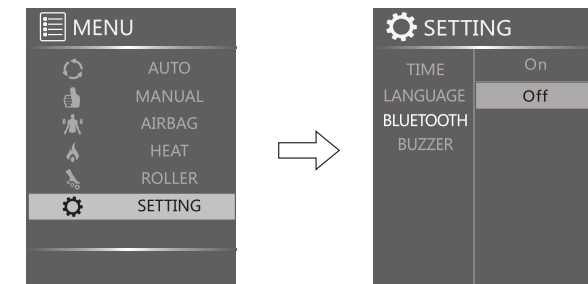 MENU
AUTO
MANUAL
AIRBAG
HEAT
ROLLER
SETTING
SETTING
TIME
LANGUAGE
BLUETOOTH
BUZZER
On
Off